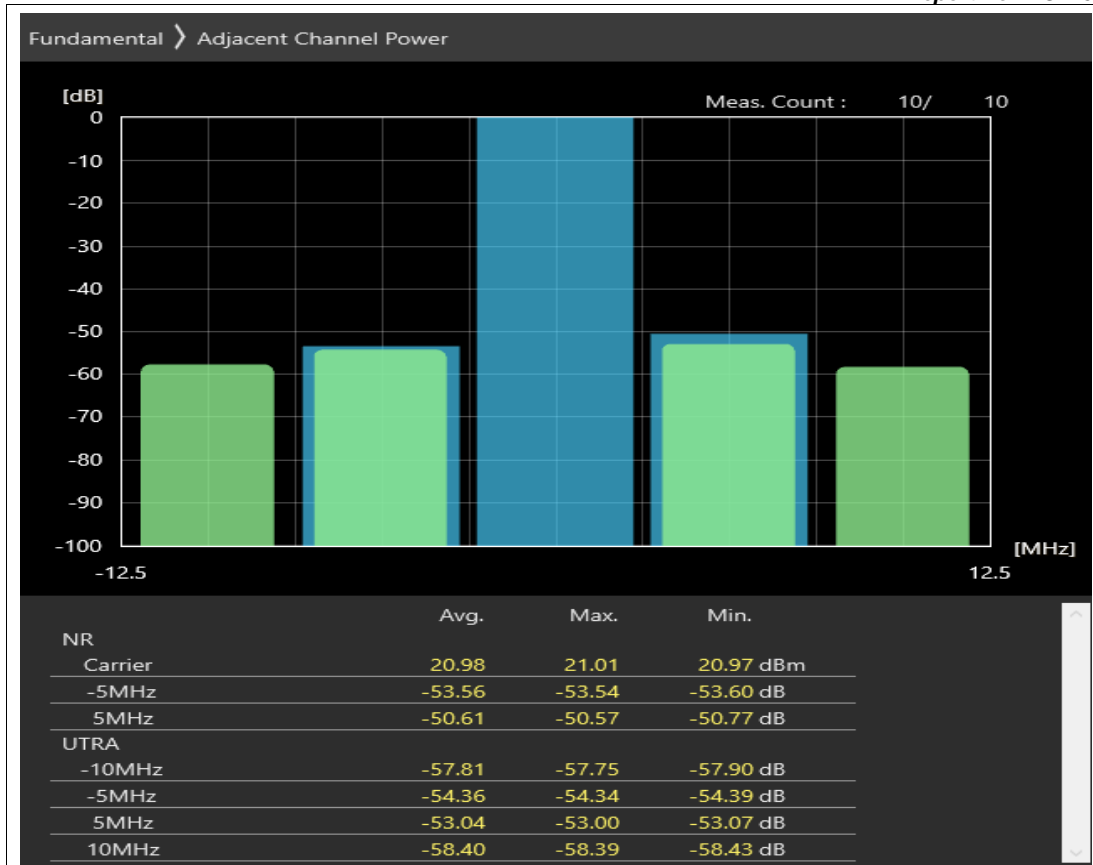 Fundamental ❯ Adjacent Channel Power
[dB]
Meas. Count : 10/ 10
0
-10
-20
-30
-40
-50
-60
-70
-80
-90
-100
[MHz]
-12.5 12.5
Avg. Max. Min.
NR
Carrier 20.98 21.01 20.97 dBm
-5MHz -53.56 -53.54 -53.60 dB
5MHz -50.61 -50.57 -50.77 dB
UTRA
-10MHz -57.81 -57.75 -57.90 dB
-5MHz -54.36 -54.34 -54.39 dB
5MHz -53.04 -53.00 -53.07 dB
10MHz -58.40 -58.39 -58.43 dB